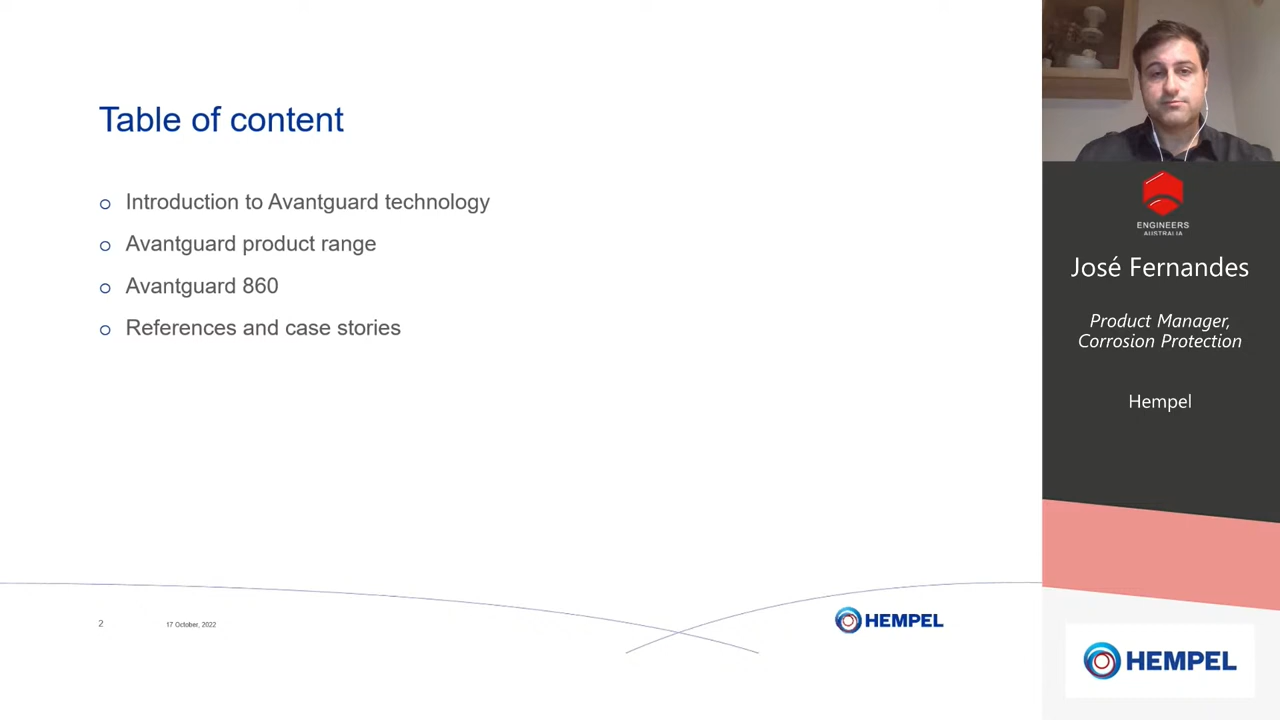 Table of content
Introduction to Avantguard technology
Avantguard product range
Avantguard 860
References and case stories
2
17 October, 2022
HEMPEL
ENGINEERS
AUSTRALIA
José Fernandes
Product Manager,
Corrosion Protection
Hempel
HEMPEL